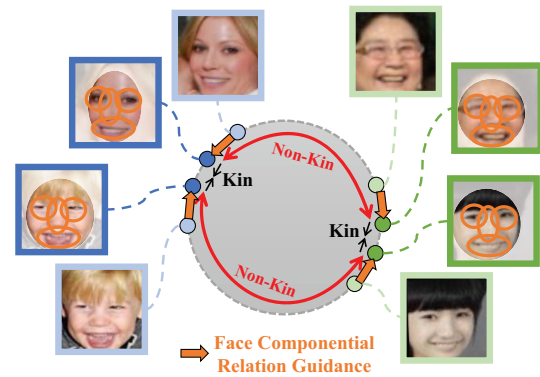 Non-Kin
Kin
Kin
Non-Kin
Face Componential
Relation Guidance